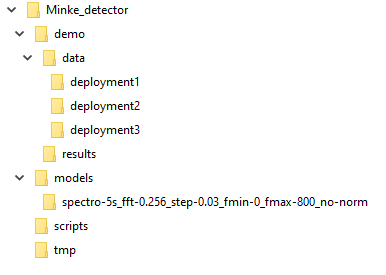 Minke_detector
demo
data
deployment1
deployment2
deployment3
results
models
spectro-5s_fft-0.256_step-0.03_fmin-0_fmax-800_no-norm
scripts
tmp